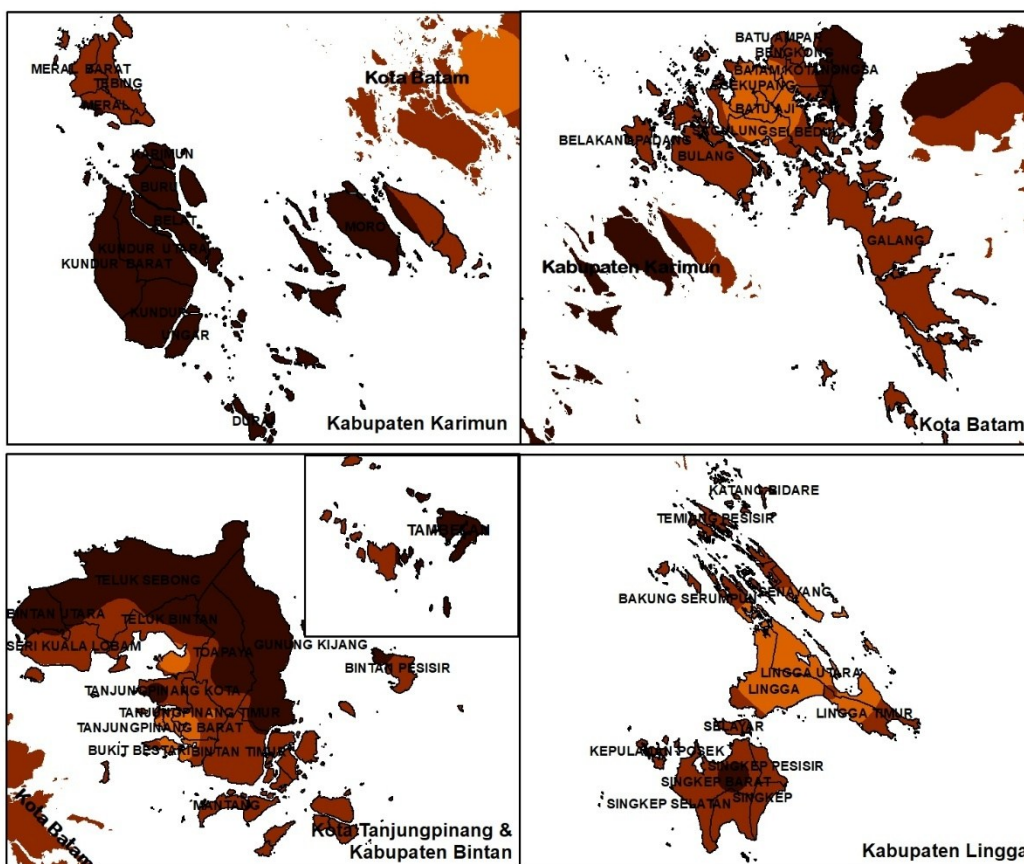 MERAL BARAT
TEBING
MERAL
KARIMUN
BURU
BELAT
KUNDUR UTARA
KUNDUR BARAT
KUNDUR
UNGAR
DURAI
MORO
Kota Batam
Kabupaten Karimun
BATU AMPAR
BENGKONG
BATAM KOTA
NONGSA
SEKUPANG
BATU AJI
SAGULUNG
SEI BEDUK
BELAKANG PADANG
BULANG
GALANG
Kabupaten Karimun
Kota Batam
TAMBELAN
TELUK SEBONG
BINTAN UTARA
TELUK BINTAN
SERI KUALA LOBAM
TOAPAYA
GUNUNG KIJANG
BINTAN PESISIR
TANJUNGPINANG KOTA
TANJUNGPINANG TIMUR
TANJUNGPINANG BARAT
BUKIT BESTARI
BINTAN TIMUR
MANTANG
Kota Batam
Kota Tanjungpinang &
Kabupaten Bintan
KATANG BIDARE
TEMIANG PESISIR
BAKUNG SERUMPUN
SENAYANG
LINGGA UTARA
LINGGA
LINGGA TIMUR
SELAYAR
KEPULAUAN POSEK
SINGKEP PESISIR
SINGKEP BARAT
SINGKEP SELATAN
SINGKEP
Kabupaten Lingga